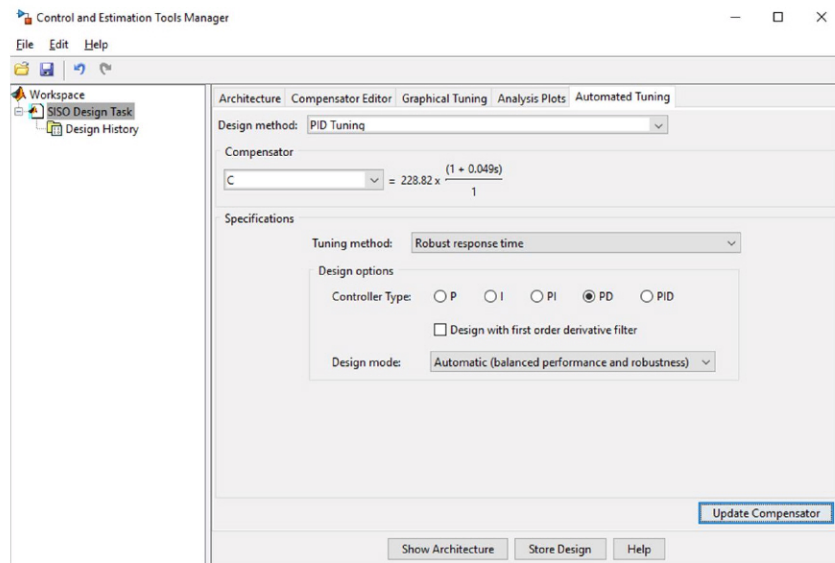 Control and Estimation Tools Manager
File Edit Help
Workspace
SISO Design Task
Design History
Architecture Compensator Editor Graphical Tuning Analysis Plots Automated Tuning
Design method: PID Tuning
Compensator
C = 228.82 x (1 + 0.049s)
1
Specifications
Tuning method: Robust response time
Design options
Controller Type: P I PI PD PID
Design with first order derivative filter
Design mode: Automatic (balanced performance and robustness)
Update Compensator
Show Architecture Store Design Help